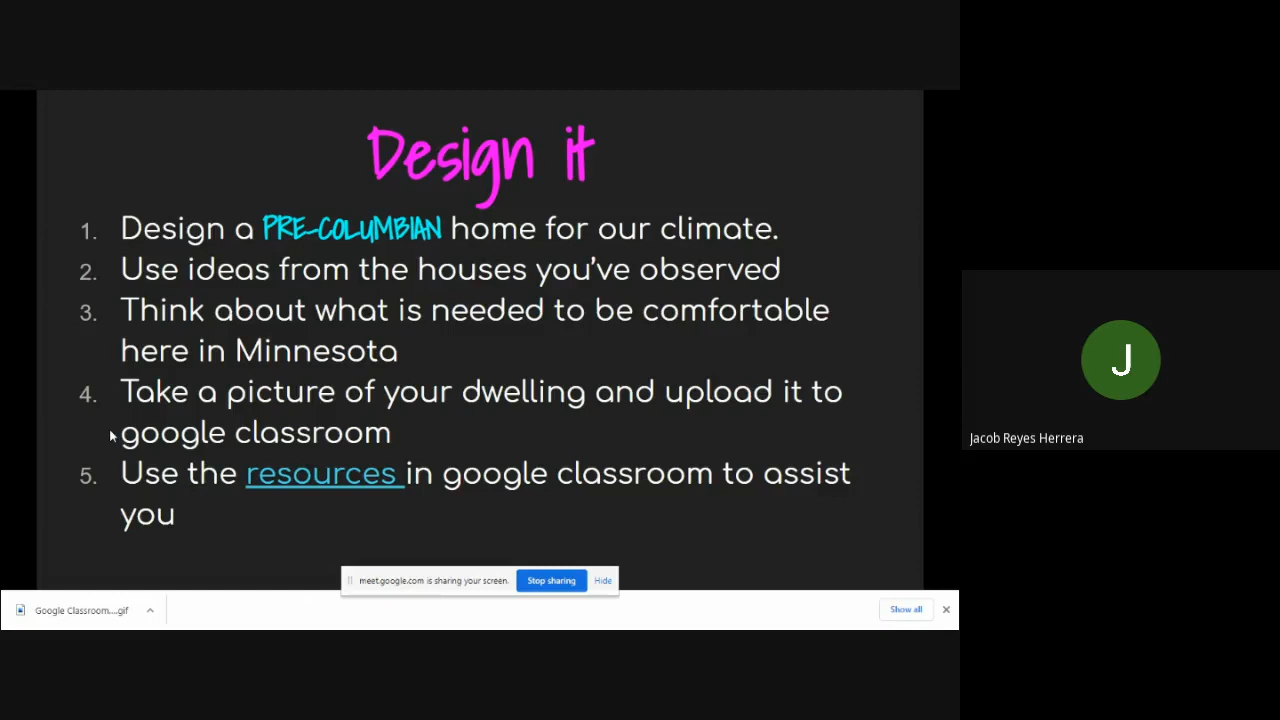 Design it
1. Design a PRE-COLUMBIAN home for our climate.
2. Use ideas from the houses you’ve observed
3. Think about what is needed to be comfortable
here in Minnesota
4. Take a picture of your dwelling and upload it to
google classroom
5. Use the resources in google classroom to assist
you
J
Jacob Reyes Herrera
meet.google.com is sharing your screen. Stop sharing Hide
Google Classroom....gif Show all